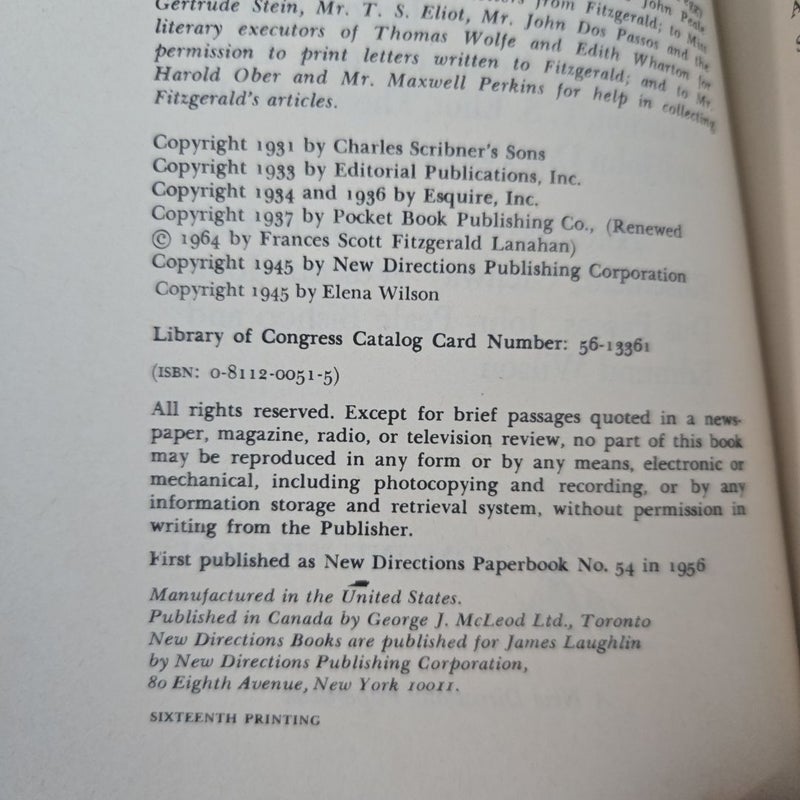 from Fitzgerald; to
Gertrude Stein, Mr. T. S. Eliot, Mr. John Dos Passos and the
literary executors of Thomas Wolfe and Edith Wharton for
permission to print letters written to Fitzgerald; and to Mr.
Harold Ober and Mr. Maxwell Perkins for help in collecting
Fitzgerald's articles.
Copyright 1931 by Charles Scribner's Sons
Copyright 1933 by Editorial Publications, Inc.
Copyright 1934 and 1936 by Esquire, Inc.
Copyright 1937 by Pocket Book Publishing Co., (Renewed
© 1964 by Frances Scott Fitzgerald Lanahan)
Copyright 1945 by New Directions Publishing Corporation
Copyright 1945 by Elena Wilson
Library of Congress Catalog Card Number: 56-13361
(ISBN: 0-8112-0051-5)
All rights reserved. Except for brief passages quoted in a news-
paper, magazine, radio, or television review, no part of this book
may be reproduced in any form or by any means, electronic or
mechanical, including photocopying and recording, or by any
information storage and retrieval system, without permission in
writing from the Publisher.
First published as New Directions Paperbook No. 54 in 1956
Manufactured in the United States.
Published in Canada by George J. McLeod Ltd., Toronto
New Directions Books are published for James Laughlin
by New Directions Publishing Corporation,
80 Eighth Avenue, New York 10011.
SIXTEENTH PRINTING